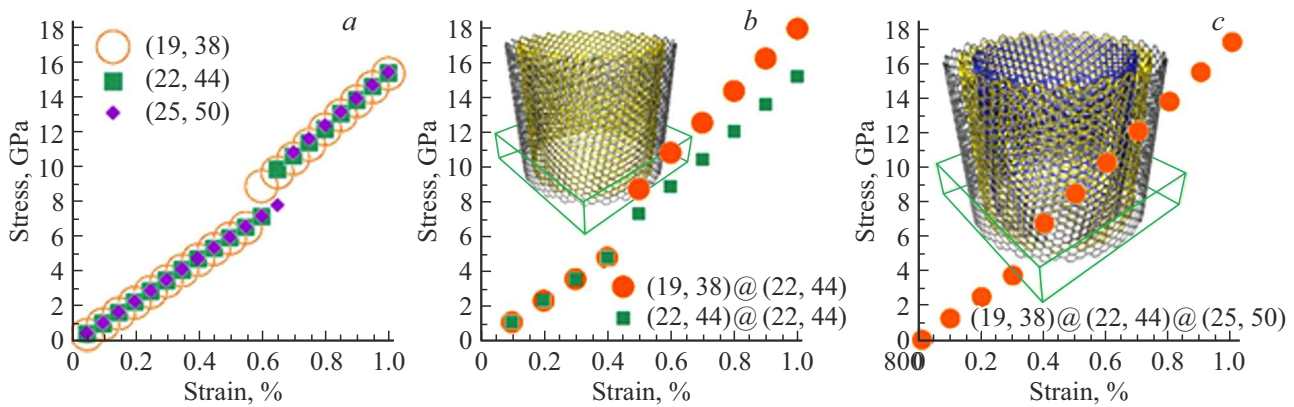 a
18
16
14
12
10
8
6
4
2
0
Stress, GPa
(19, 38)
(22, 44)
(25, 50)
0 0.2 0.4 0.6 0.8 1.0
Strain, %
b
18
16
14
12
10
8
6
4
2
0
Stress, GPa
(19, 38)@(22, 44)
(22, 44)@(22, 44)
0 0.2 0.4 0.6 0.8 1.0
Strain, %
c
18
16
14
12
10
8
6
4
2
0
Stress, GPa
(19, 38)@(22, 44)@(25, 50)
800 0 0.2 0.4 0.6 0.8 1.0
Strain, %